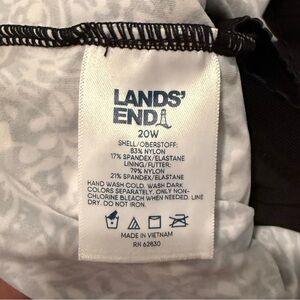 LANDS'
END
20W
SHELL/OBERSTOFF:
83% NYLON
17% SPANDEX/ELASTANE
LINING/FUTTER:
79% NYLON
21% SPANDEX/ELASTANE
HAND WASH COLD. WASH DARK
COLORS SEPARATELY. ONLY NON-
CHLORINE BLEACH WHEN NEEDED. LINE
DRY. DO NOT IRON.
MADE IN VIETNAM
RN 62830